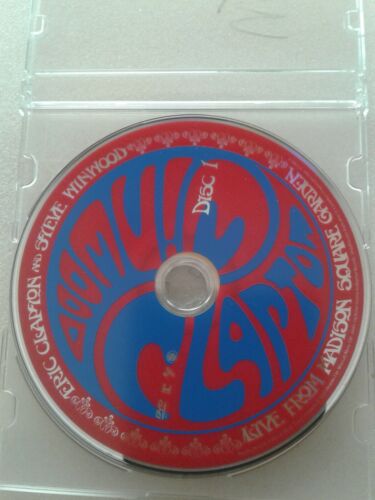 ERIC CLAPTON AND STEVE WINWOOD
LIVE FROM MADISON SQUARE GARDEN
WINWOOD
CLAPTON
DISC 1